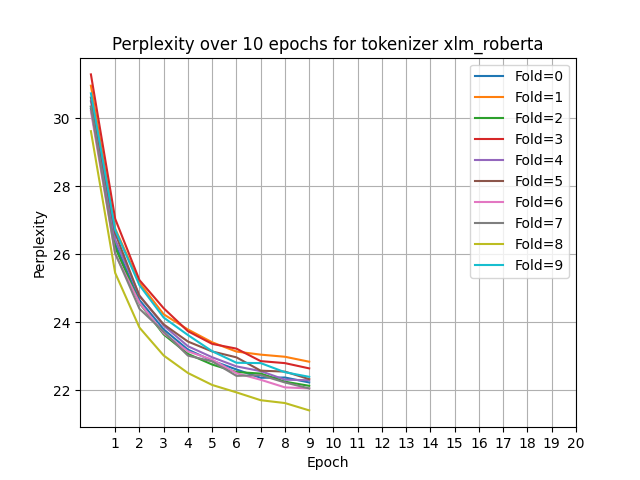 Perplexity over 10 epochs for tokenizer xlm_roberta
Perplexity
30
28
26
24
22
Fold=0
Fold=1
Fold=2
Fold=3
Fold=4
Fold=5
Fold=6
Fold=7
Fold=8
Fold=9
1 2 3 4 5 6 7 8 9 10 11 12 13 14 15 16 17 18 19 20
Epoch